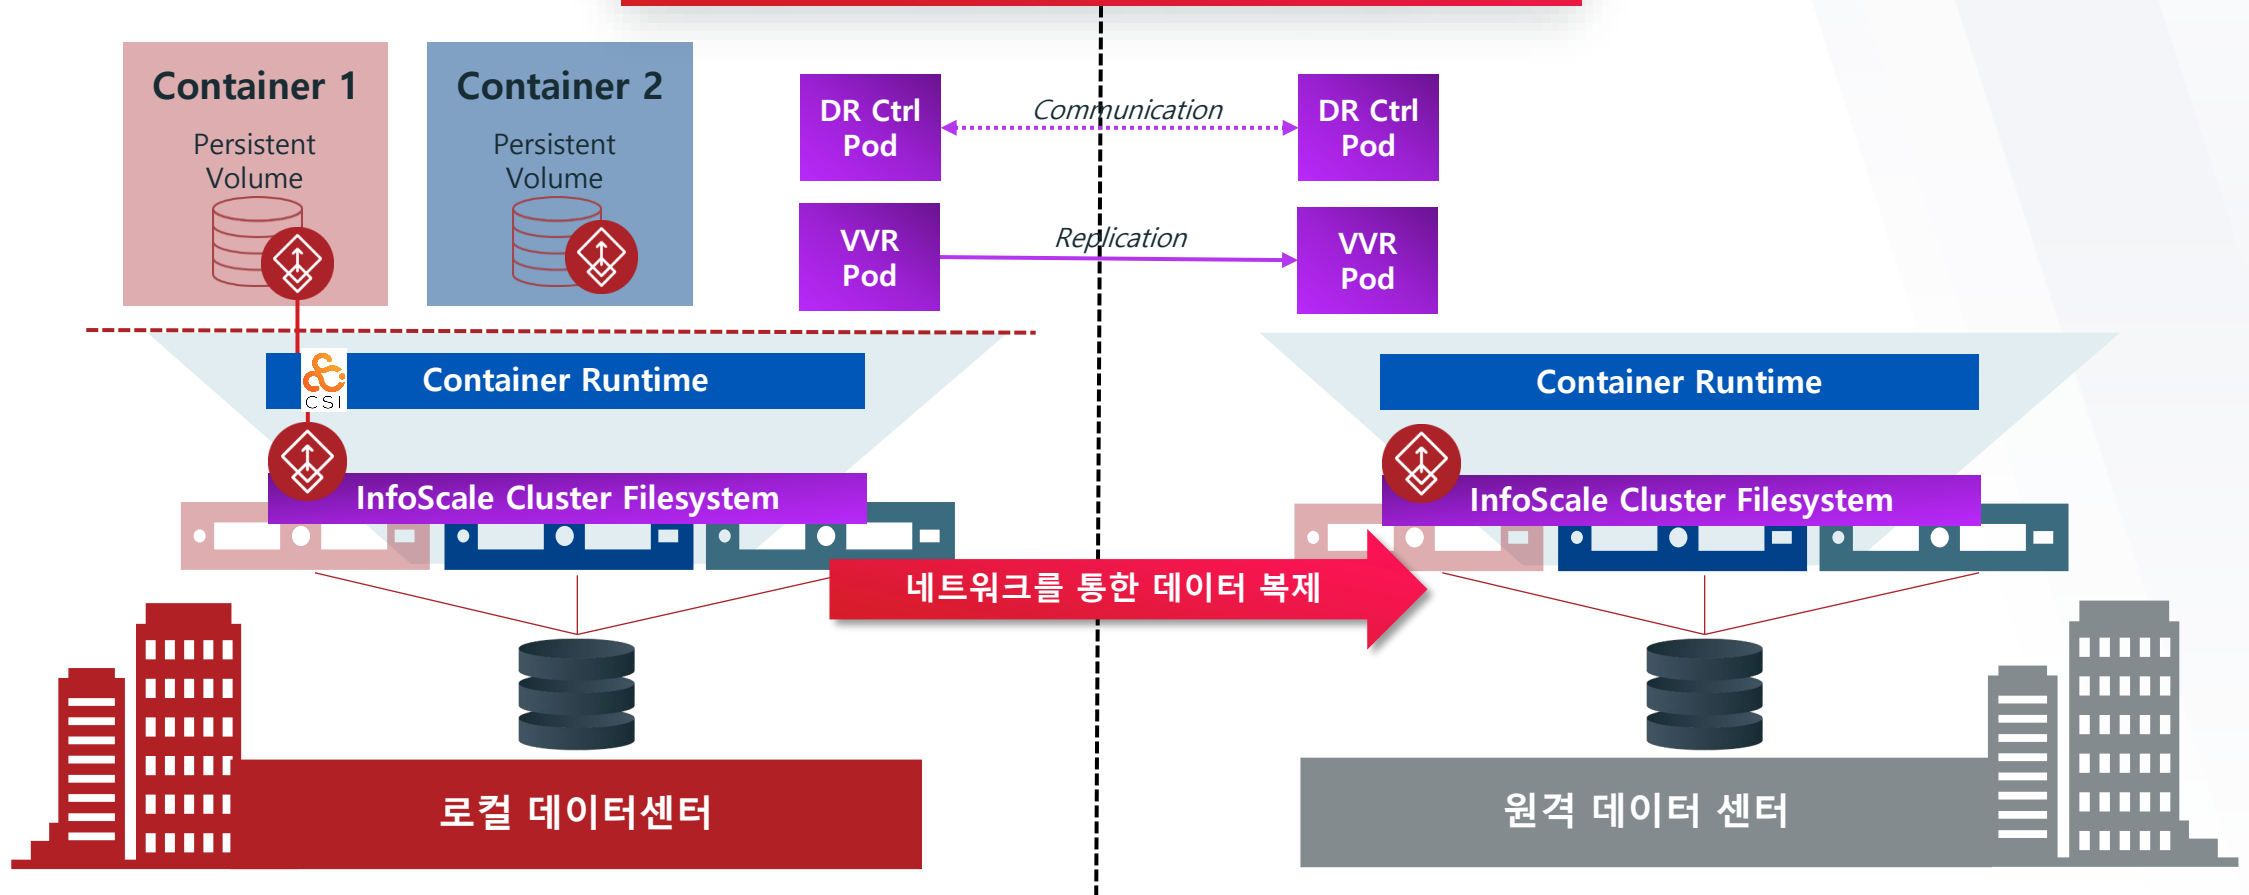 Container 1
Persistent
Volume
Container 2
Persistent
Volume
DR Ctrl
Pod
Communication
DR Ctrl
Pod
VVR
Pod
Replication
VVR
Pod
CSI
Container Runtime
InfoScale Cluster Filesystem
Container Runtime
InfoScale Cluster Filesystem
네트워크를 통한 데이터 복제
로컬 데이터센터
원격 데이터 센터